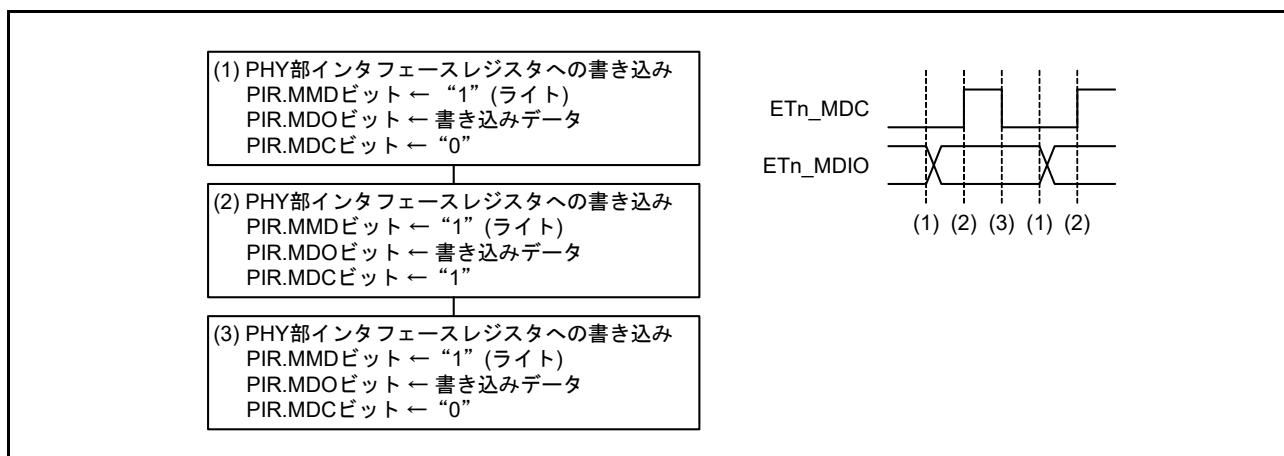 (1) PHY部インタフェースレジスタへの書き込み
PIR.MMDビット ← “1” (ライト)
PIR.MDOビット ← 書き込みデータ
PIR.MDCビット ← “0”
(2) PHY部インタフェースレジスタへの書き込み
PIR.MMDビット ← “1” (ライト)
PIR.MDOビット ← 書き込みデータ
PIR.MDCビット ← “1”
(3) PHY部インタフェースレジスタへの書き込み
PIR.MMDビット ← “1” (ライト)
PIR.MDOビット ← 書き込みデータ
PIR.MDCビット ← “0”
ETn_MDC
ETn_MDIO
(1) (2) (3) (1) (2)